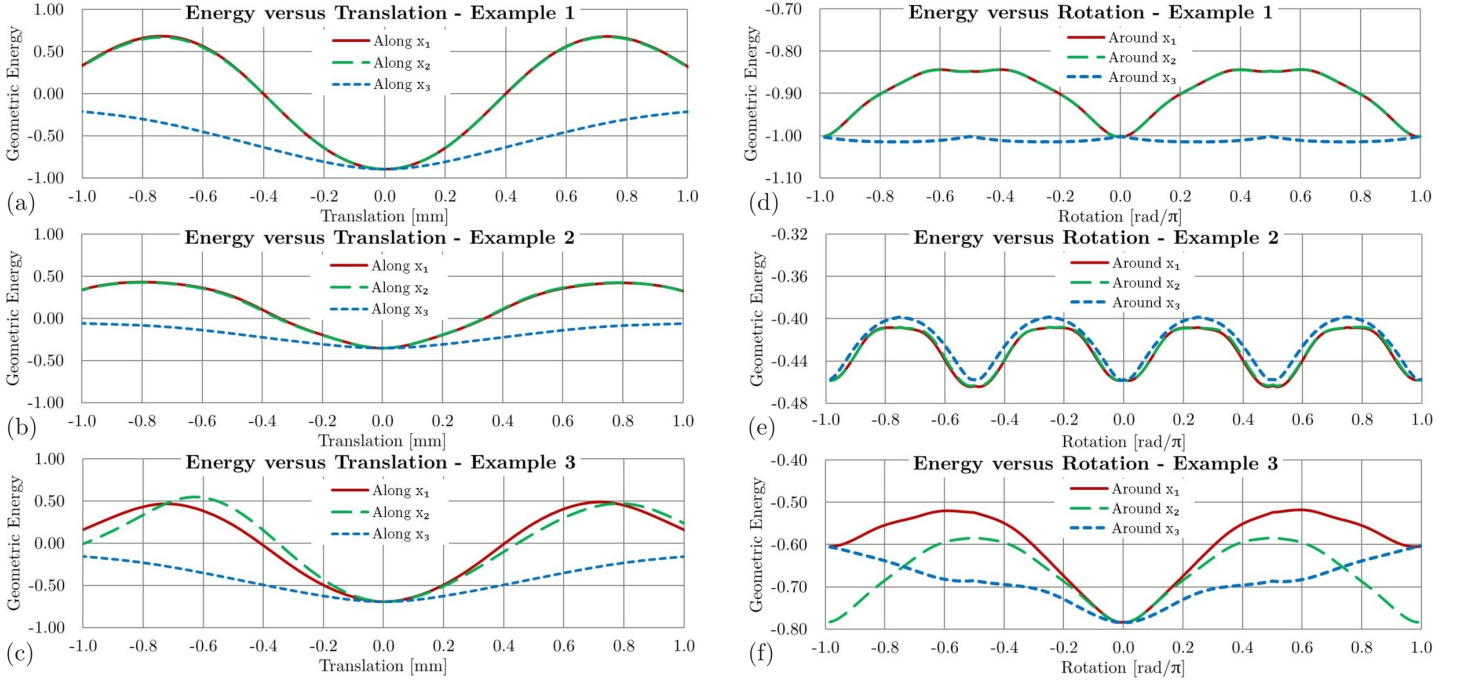 Energy versus Translation - Example 1
Geometric Energy
1.00
0.50
0.00
-0.50
-1.00
Along x₁
Along x₂
Along x₃
-1.0 -0.8 -0.6 -0.4 -0.2 0.0 0.2 0.4 0.6 0.8 1.0
Translation [mm]
(a)
Energy versus Rotation - Example 1
Geometric Energy
-0.70
-0.80
-0.90
-1.00
-1.10
Around x₁
Around x₂
Around x₃
-1.0 -0.8 -0.6 -0.4 -0.2 0.0 0.2 0.4 0.6 0.8 1.0
Rotation [rad/π]
(d)
Energy versus Translation - Example 2
Geometric Energy
1.00
0.50
0.00
-0.50
-1.00
Along x₁
Along x₂
Along x₃
-1.0 -0.8 -0.6 -0.4 -0.2 0.0 0.2 0.4 0.6 0.8 1.0
Translation [mm]
(b)
Energy versus Rotation - Example 2
Geometric Energy
-0.32
-0.36
-0.40
-0.44
-0.48
Around x₁
Around x₂
Around x₃
-1.0 -0.8 -0.6 -0.4 -0.2 0.0 0.2 0.4 0.6 0.8 1.0
Rotation [rad/π]
(e)
Energy versus Translation - Example 3
Geometric Energy
1.00
0.50
0.00
-0.50
-1.00
Along x₁
Along x₂
Along x₃
-1.0 -0.8 -0.6 -0.4 -0.2 0.0 0.2 0.4 0.6 0.8 1.0
Translation [mm]
(c)
Energy versus Rotation - Example 3
Geometric Energy
-0.40
-0.50
-0.60
-0.70
-0.80
Around x₁
Around x₂
Around x₃
-1.0 -0.8 -0.6 -0.4 -0.2 0.0 0.2 0.4 0.6 0.8 1.0
Rotation [rad/π]
(f)